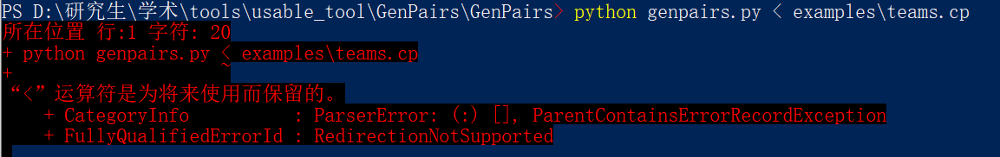 PS D:\研究生\学术\tools\usable_tool\GenPairs\GenPairs> python genpairs.py < examples\teams.cp
所在位置 行:1 字符: 20
+ python genpairs.py < examples\teams.cp
+                    ~
“<”运算符是为将来使用而保留的。
    + CategoryInfo          : ParserError: (:) [], ParentContainsErrorRecordException
    + FullyQualifiedErrorId : RedirectionNotSupported